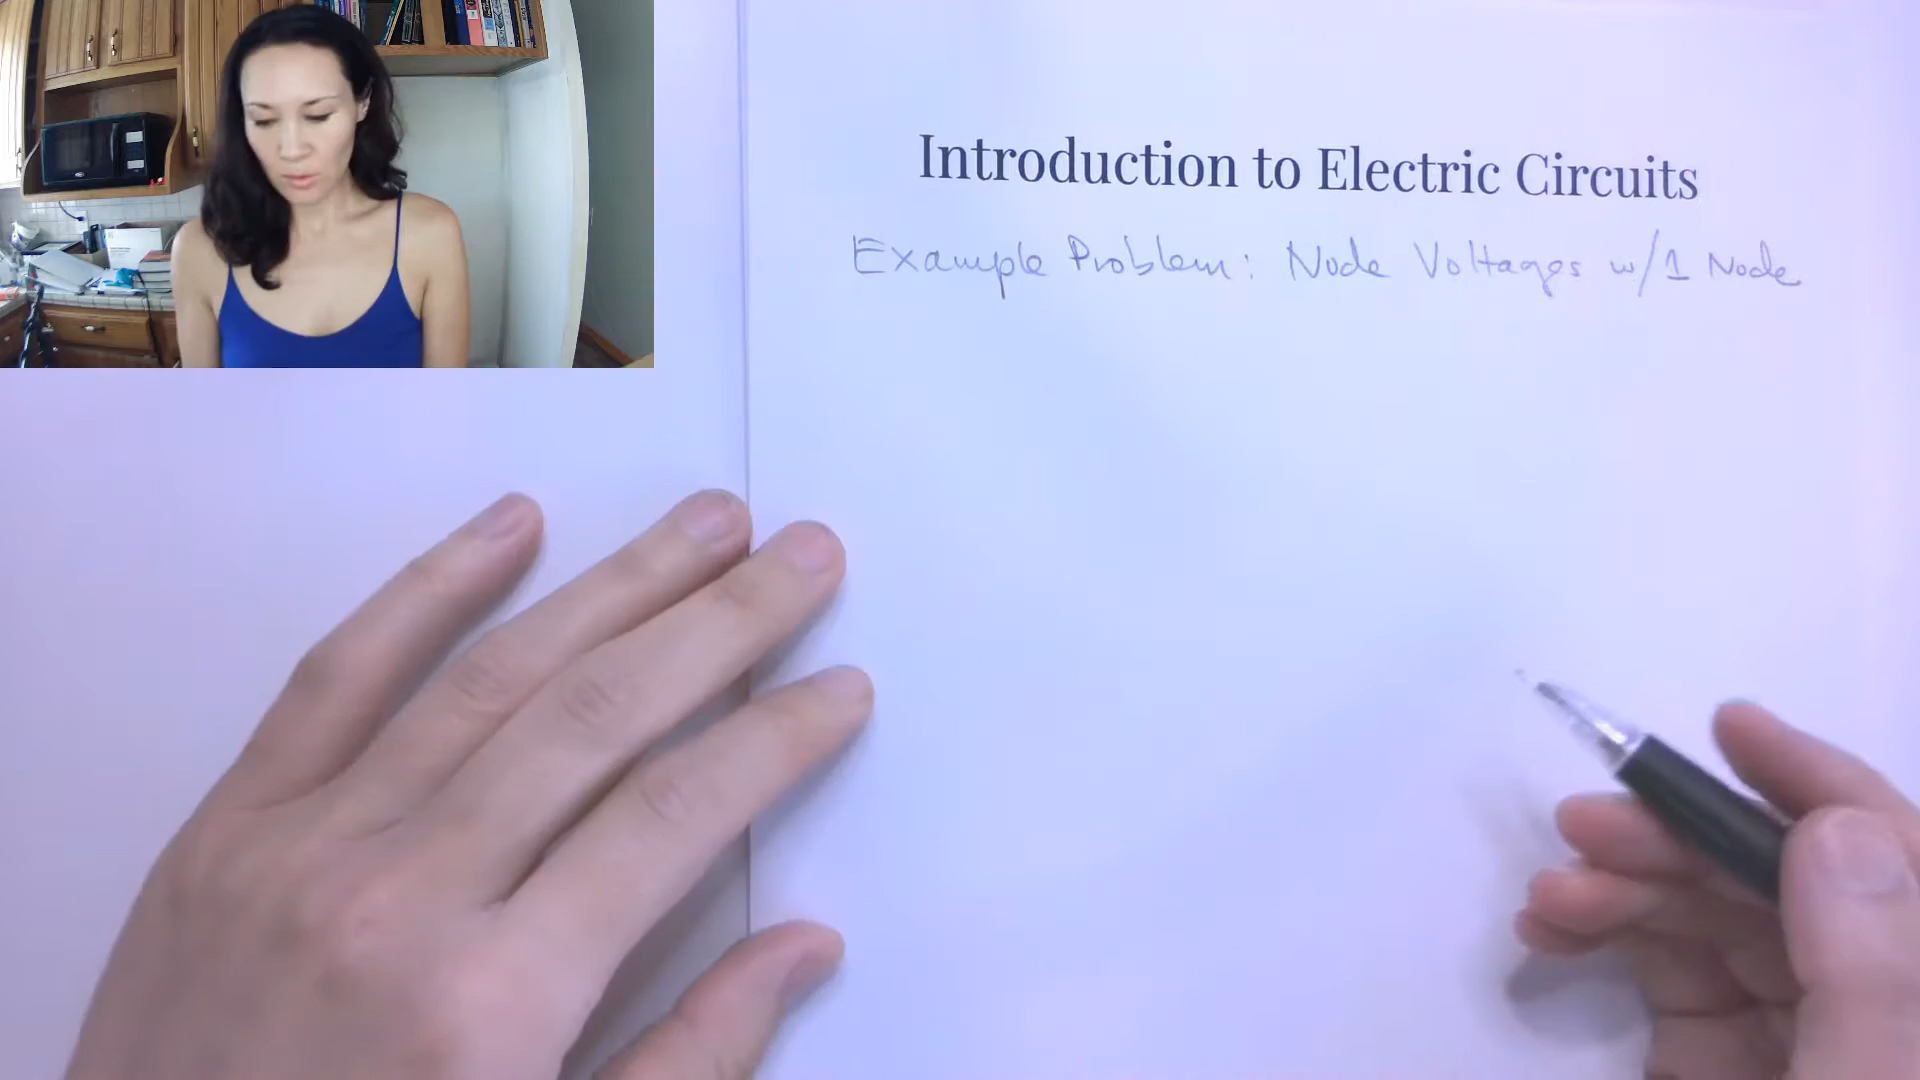 Introduction to Electric Circuits
Example Problem: Node Voltages w/1 Node